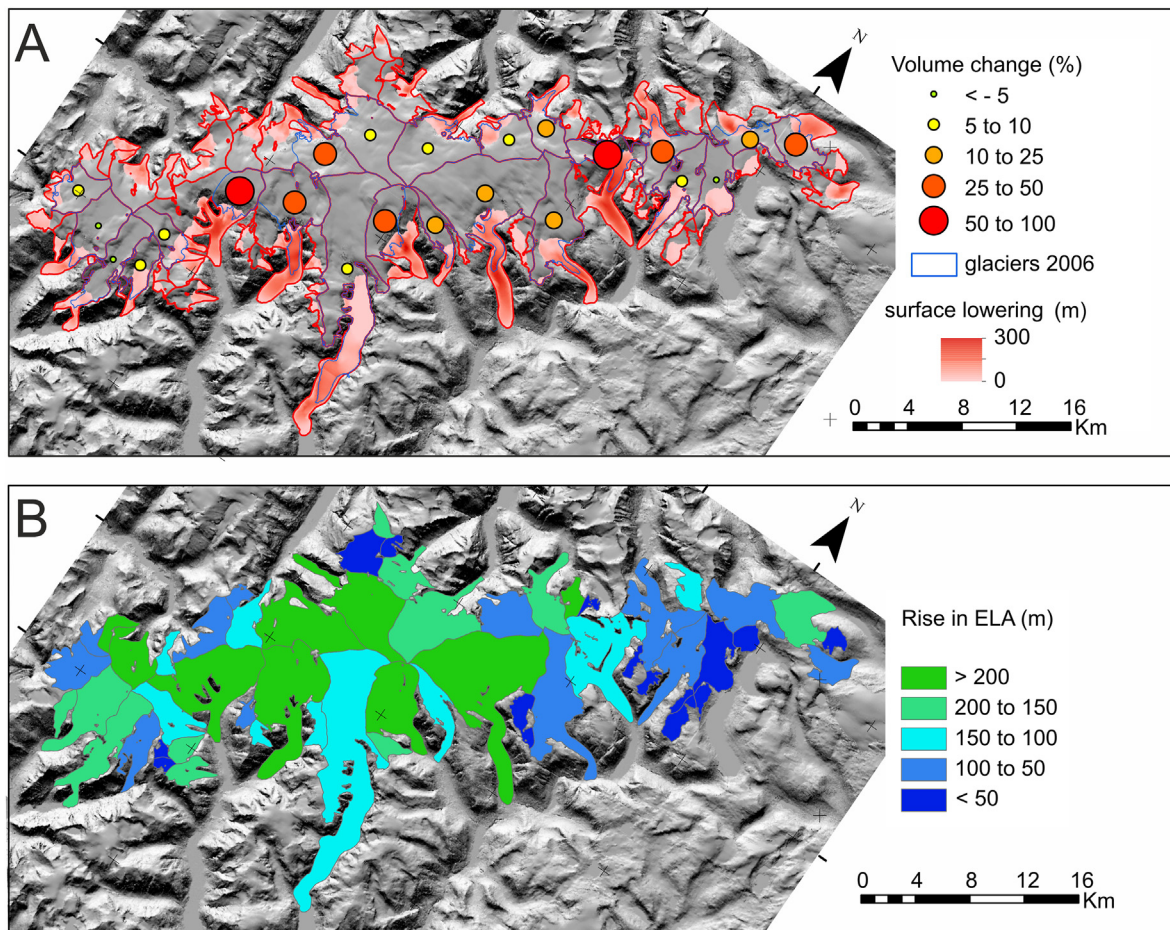 A
N
Volume change (%)
< - 5
5 to 10
10 to 25
25 to 50
50 to 100
glaciers 2006
surface lowering (m)
300
0
0 4 8 12 16
Km
B
N
Rise in ELA (m)
> 200
200 to 150
150 to 100
100 to 50
< 50
0 4 8 12 16
Km